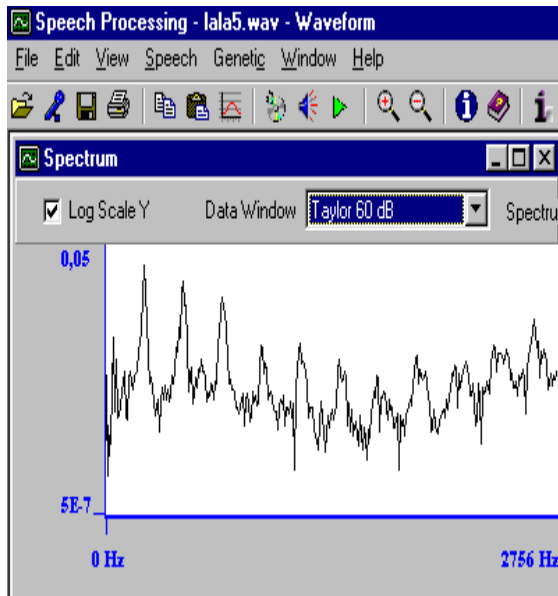 Speech Processing - lala5.wav - Waveform
File Edit View Speech Genetic Window Help
Spectrum
Log Scale Y Data Window Taylor 60 dB Spectru
0,05
5E-7
0 Hz 2756 Hz